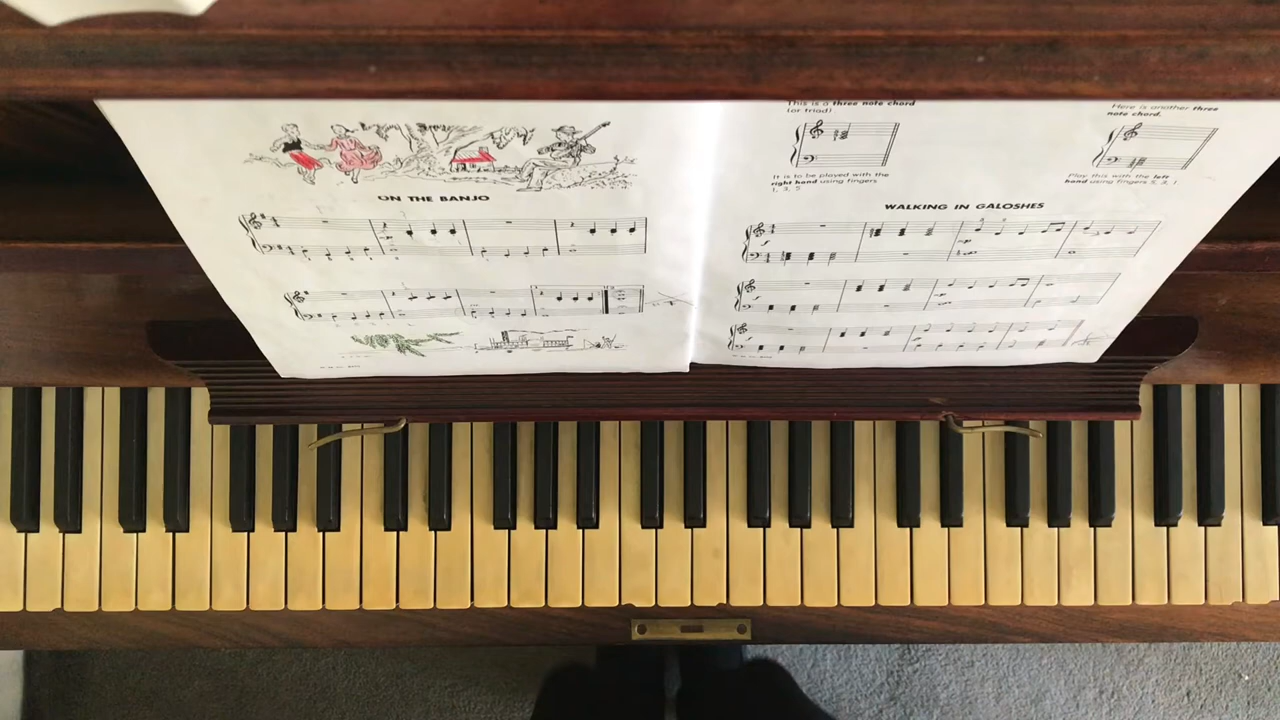 ON THE BANJO
This is a three note chord
(or triad)
It is to be played with the
right hand using fingers
1, 3, 5
Here is another three
note chord.
Play this with the left
hand using fingers 5, 3, 1
WALKING IN GALOSHES